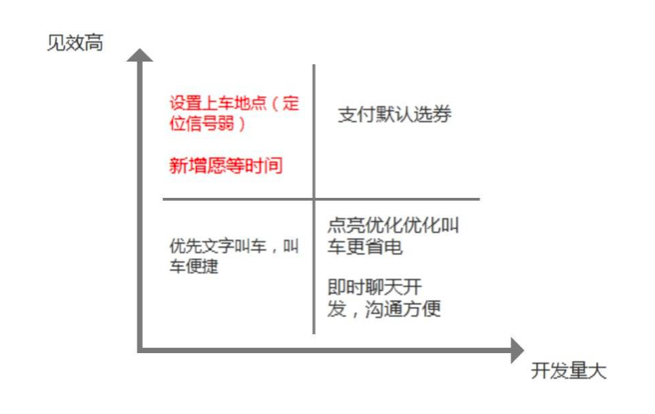 见效高
设置上车地点（定
位信号弱）
新增愿等时间
支付默认选券
优先文字叫车，叫
车便捷
点亮优化优化叫
车更省电
即时聊天开
发，沟通方便
开发量大